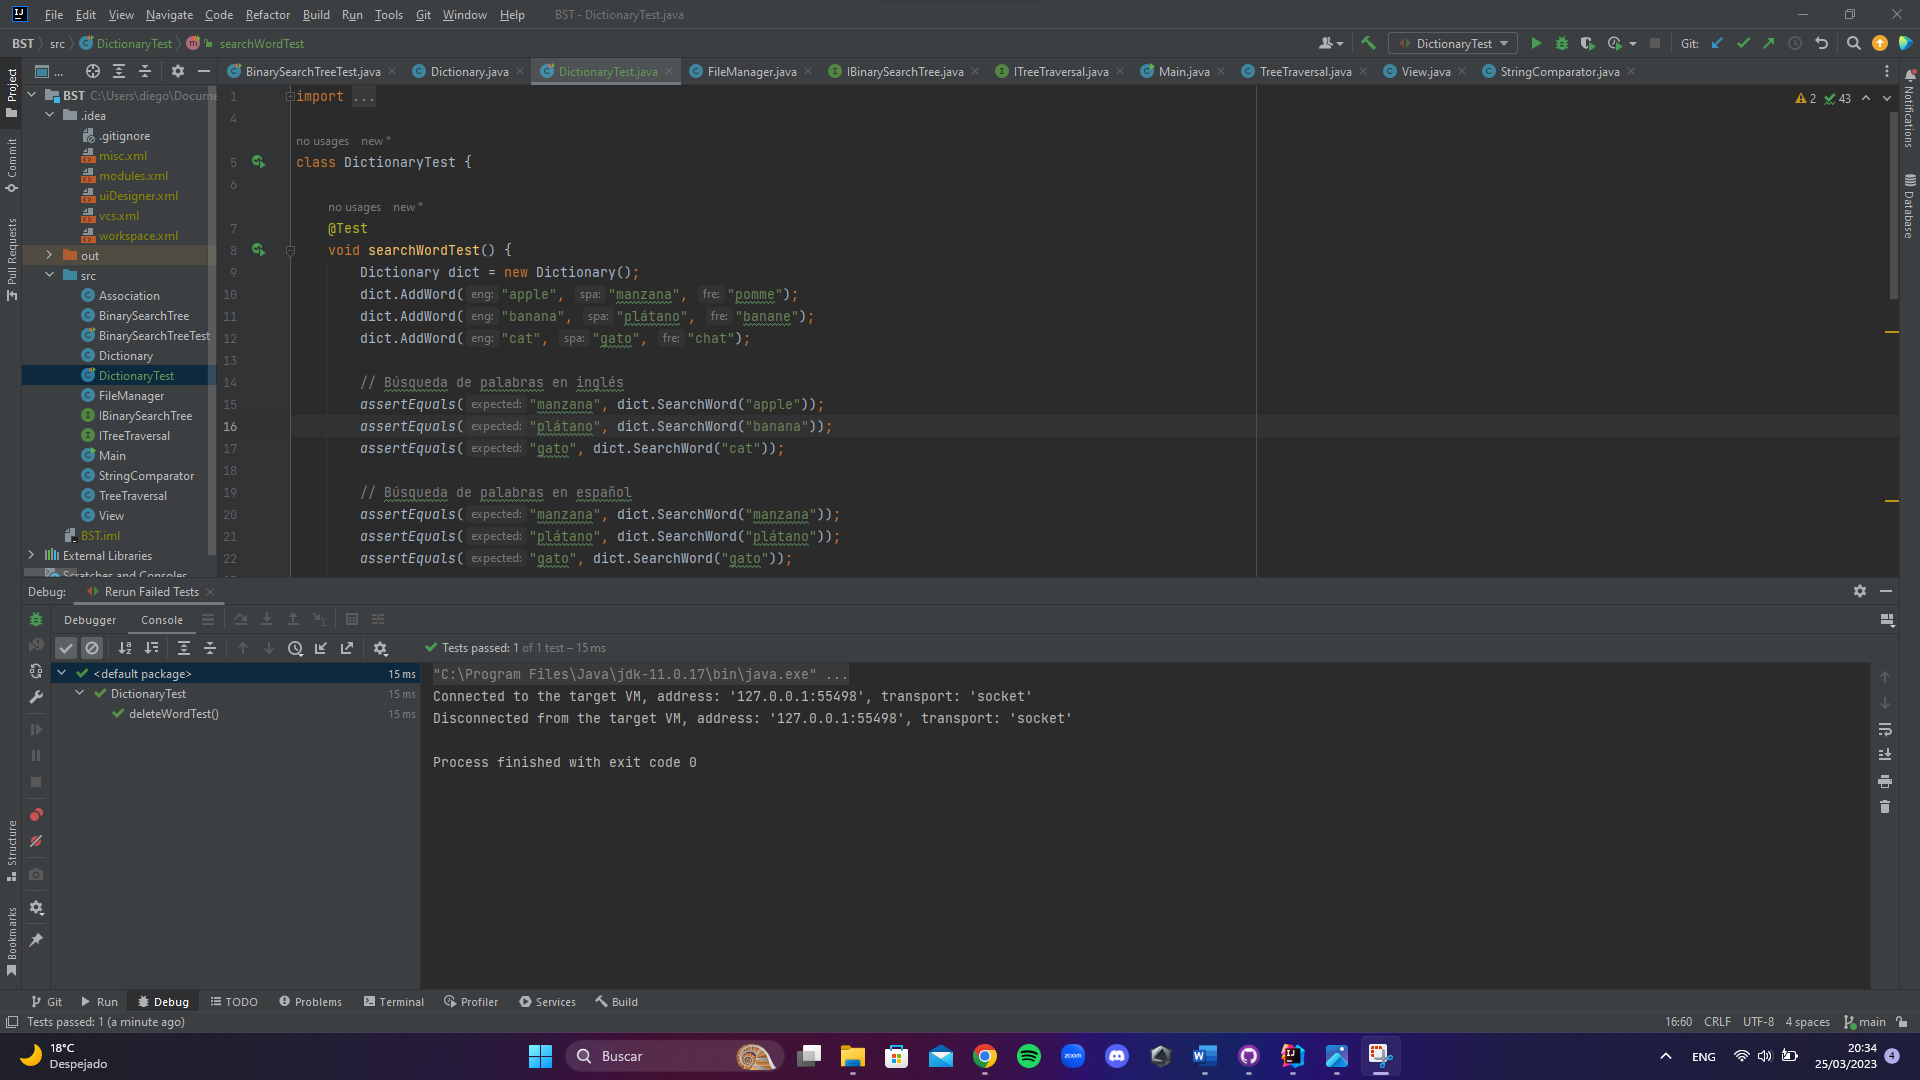 File Edit View Navigate Code Refactor Build Run Tools Git Window Help BST - DictionaryTest.java
BST src DictionaryTest searchWordTest
DictionaryTest Git:
Project
Commit
Pull Requests
Structure
Bookmarks
Notifications
Database
...
BinarySearchTreeTest.java Dictionary.java DictionaryTest.java FileManager.java IBinarySearchTree.java ITreeTraversal.java Main.java TreeTraversal.java View.java StringComparator.java
BST C:\Users\diego\Docume
.idea
.gitignore
misc.xml
modules.xml
uiDesigner.xml
vcs.xml
workspace.xml
out
src
Association
BinarySearchTree
BinarySearchTreeTest
Dictionary
DictionaryTest
FileManager
IBinarySearchTree
ITreeTraversal
Main
StringComparator
TreeTraversal
View
BST.iml
External Libraries
Scratches and Consoles
2 43
1 import ...
4
no usages new *
5 class DictionaryTest {
6
no usages new *
7 @Test
8 void searchWordTest() {
9 Dictionary dict = new Dictionary();
10 dict.AddWord( eng: "apple", spa: "manzana", fre: "pomme");
11 dict.AddWord( eng: "banana", spa: "plátano", fre: "banane");
12 dict.AddWord( eng: "cat", spa: "gato", fre: "chat");
13
14 // Búsqueda de palabras en inglés
15 assertEquals( expected: "manzana", dict.SearchWord("apple"));
16 assertEquals( expected: "plátano", dict.SearchWord("banana"));
17 assertEquals( expected: "gato", dict.SearchWord("cat"));
18
19 // Búsqueda de palabras en español
20 assertEquals( expected: "manzana", dict.SearchWord("manzana"));
21 assertEquals( expected: "plátano", dict.SearchWord("plátano"));
22 assertEquals( expected: "gato", dict.SearchWord("gato"));
Debug: Rerun Failed Tests
Debugger Console
Tests passed: 1 of 1 test – 15 ms
<default package> 15 ms
DictionaryTest 15 ms
deleteWordTest() 15 ms
"C:\Program Files\Java\jdk-11.0.17\bin\java.exe" ...
Connected to the target VM, address: '127.0.0.1:55498', transport: 'socket'
Disconnected from the target VM, address: '127.0.0.1:55498', transport: 'socket'
Process finished with exit code 0
Git Run Debug TODO Problems Terminal Profiler Services Build
Tests passed: 1 (a minute ago) 16:60 CRLF UTF-8 4 spaces main
18°C
Despejado
Buscar
zoom
ENG
20:34
25/03/2023
4